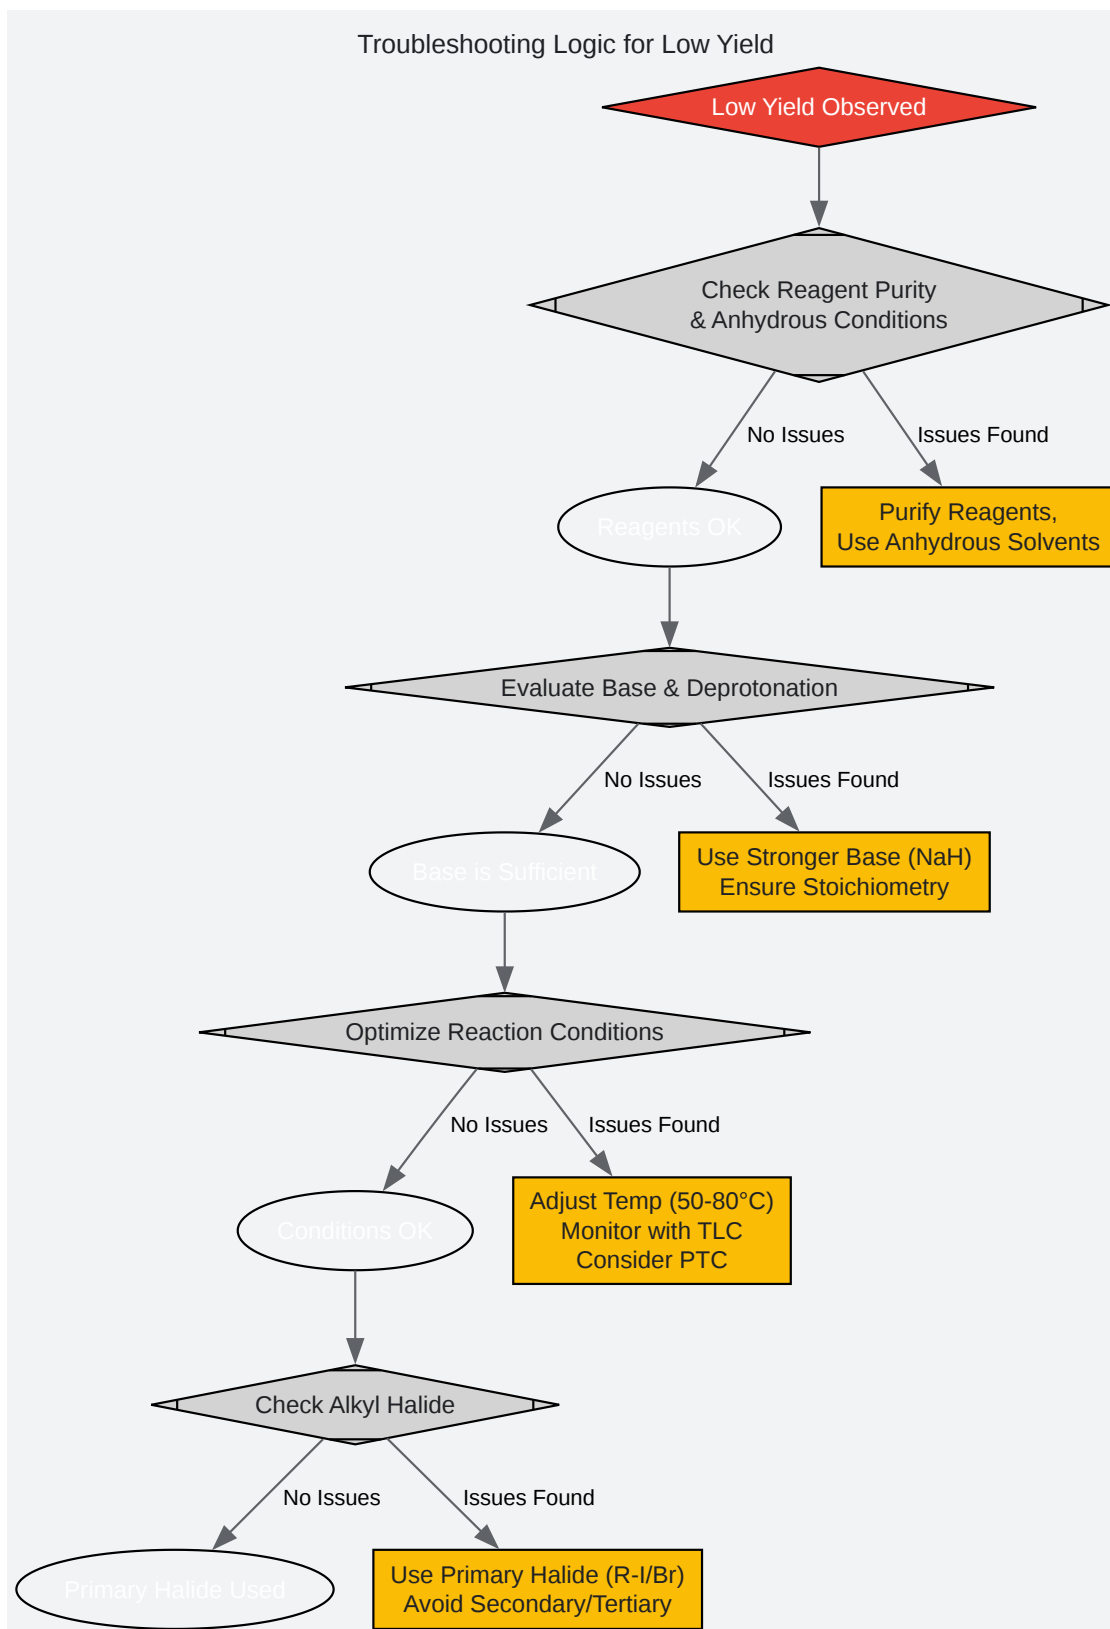 Troubleshooting Logic for Low Yield
Low Yield Observed
Check Reagent Purity
& Anhydrous Conditions
No Issues
Issues Found
Reagents OK
Purify Reagents,
Use Anhydrous Solvents
Evaluate Base & Deprotonation
No Issues
Issues Found
Base is Sufficient
Use Stronger Base (NaH)
Ensure Stoichiometry
Optimize Reaction Conditions
No Issues
Issues Found
Conditions OK
Adjust Temp (50-80°C)
Monitor with TLC
Consider PTC
Check Alkyl Halide
No Issues
Issues Found
Primary Halide Used
Use Primary Halide (R-I/Br)
Avoid Secondary/Tertiary